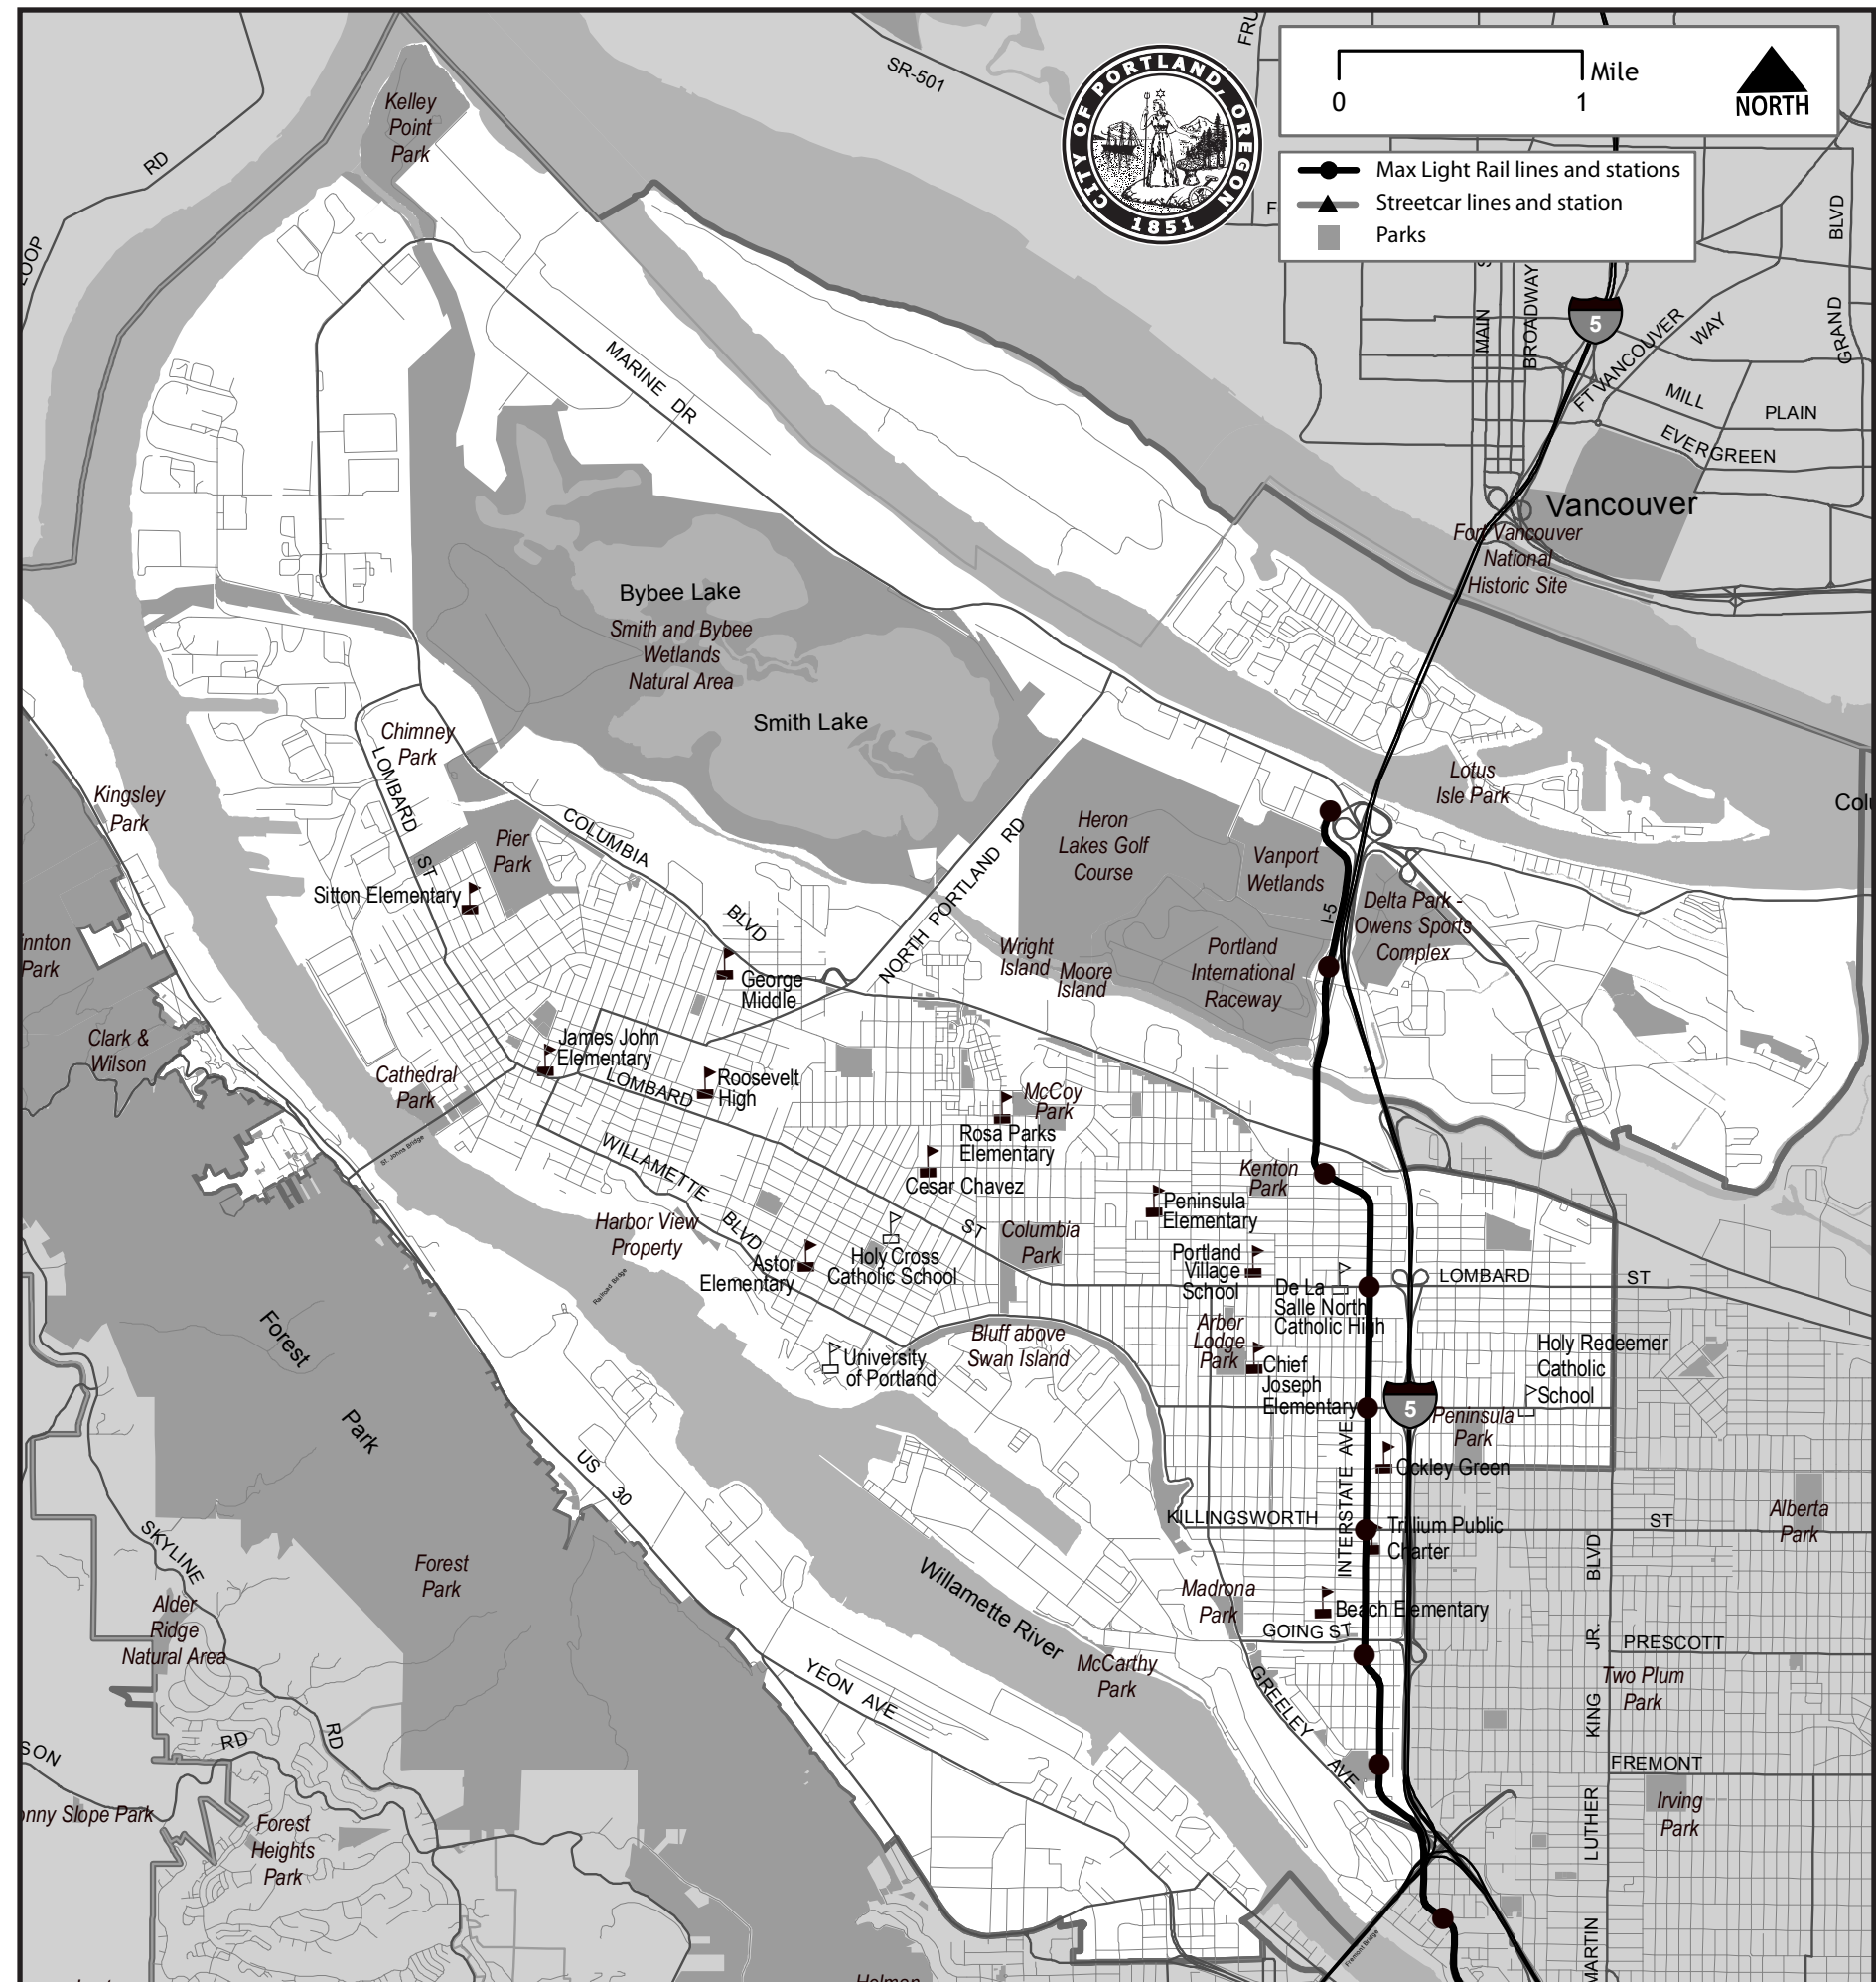 CITY OF PORTLAND, OREGON
1851
0
1
Mile
NORTH
Max Light Rail lines and stations
Streetcar lines and station
Parks
SR-501
RD
Kelley
Point
Park
MARINE DR
MAIN
BROADWAY
5
FT VANCOUVER
WAY
GRAND
BLVD
MILL
PLAIN
EVERGREEN
Vancouver
Fort Vancouver
National
Historic Site
Bybee Lake
Smith and Bybee
Wetlands
Natural Area
Smith Lake
Chimney
Park
LOMBARD
ST
Kingsley
Park
Pier
Park
COLUMBIA
BLVD
Sitton Elementary
NORTH PORTLAND RD
Heron
Lakes Golf
Course
Vanport
Wetlands
Lotus
Isle Park
I-5
Delta Park -
Owens Sports
Complex
Portland
International
Raceway
Wright
Island
Moore
Island
George
Middle
Park
Clark &
Wilson
James John
Elementary
LOMBARD
Roosevelt
High
Cathedral
Park
St. Johns Bridge
McCoy
Park
Rosa Parks
Elementary
Cesar Chavez
WILLAMETTE
BLVD
Harbor View
Property
Railroad Bridge
Astor
Elementary
Holy Cross
Catholic School
ST
Columbia
Park
Kenton
Park
Peninsula
Elementary
Portland
Village
School
De La
Salle North
Catholic High
LOMBARD
ST
Arbor
Lodge
Park
Chief
Joseph
Elementary
Holy Redeemer
Catholic
School
5
Peninsula
Park
Ockley Green
University
of Portland
Bluff above
Swan Island
Forest
Park
US 30
SKYLINE
Forest
Park
Alder
Ridge
Natural Area
INTERSTATE AVE
KILLINGSWORTH
ST
Trillium Public
Charter
Alberta
Park
Madrona
Park
Beach Elementary
GOING ST
Willamette River
McCarthy
Park
GREELEY
AVE
YEON AVE
PRESCOTT
Two Plum
Park
FREMONT
Irving
Park
MARTIN LUTHER KING JR. BLVD
RD
RD
Forest
Heights
Park
Fremont Bridge